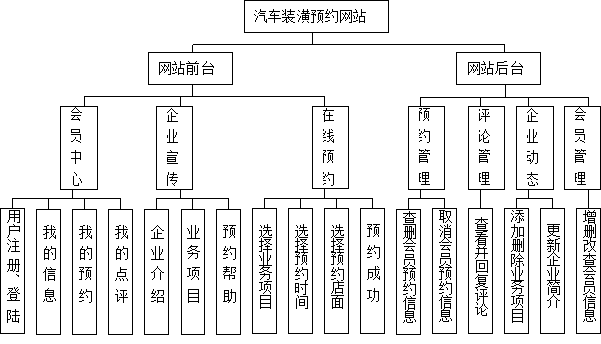 汽车装潢预约网站
网站前台
网站后台
会员中心
企业宣传
在线预约
预约管理
评论管理
企业动态
会员管理
用户注册、登陆
我的信息
我的预约
我的点评
企业介绍
业务项目
预约帮助
选择业务项目
选择预约时间
选择预约店面
预约成功
查删会员预约信息
取消会员预约信息
查看并回复评论
添加删除业务项目
更新企业简介
增删改查会员信息